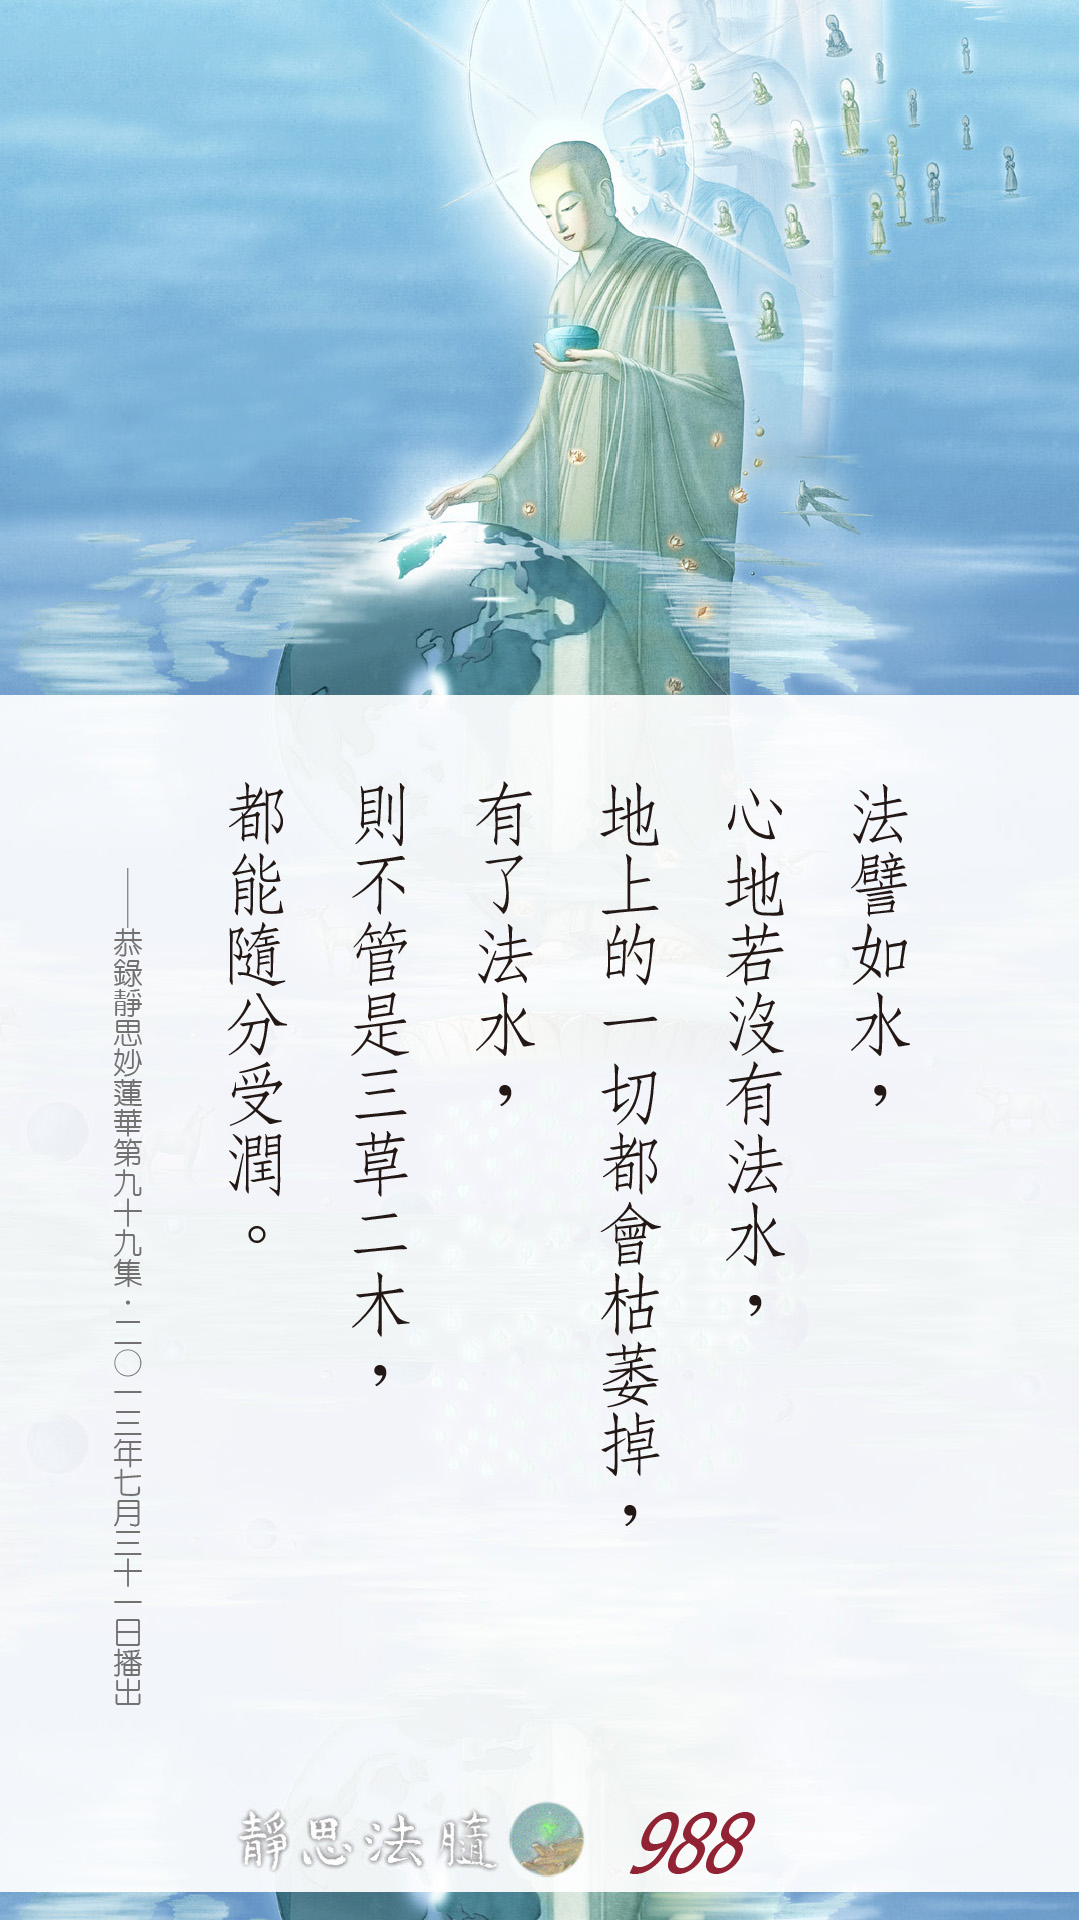 法譬如水，
心地若沒有法水，
地上的一切都會枯萎掉，
有了法水，
則不管是三草二木，
都能隨分受潤。
——恭錄靜思妙蓮華第九十九集．二〇一三年七月三十一日播出
靜思法髓 988